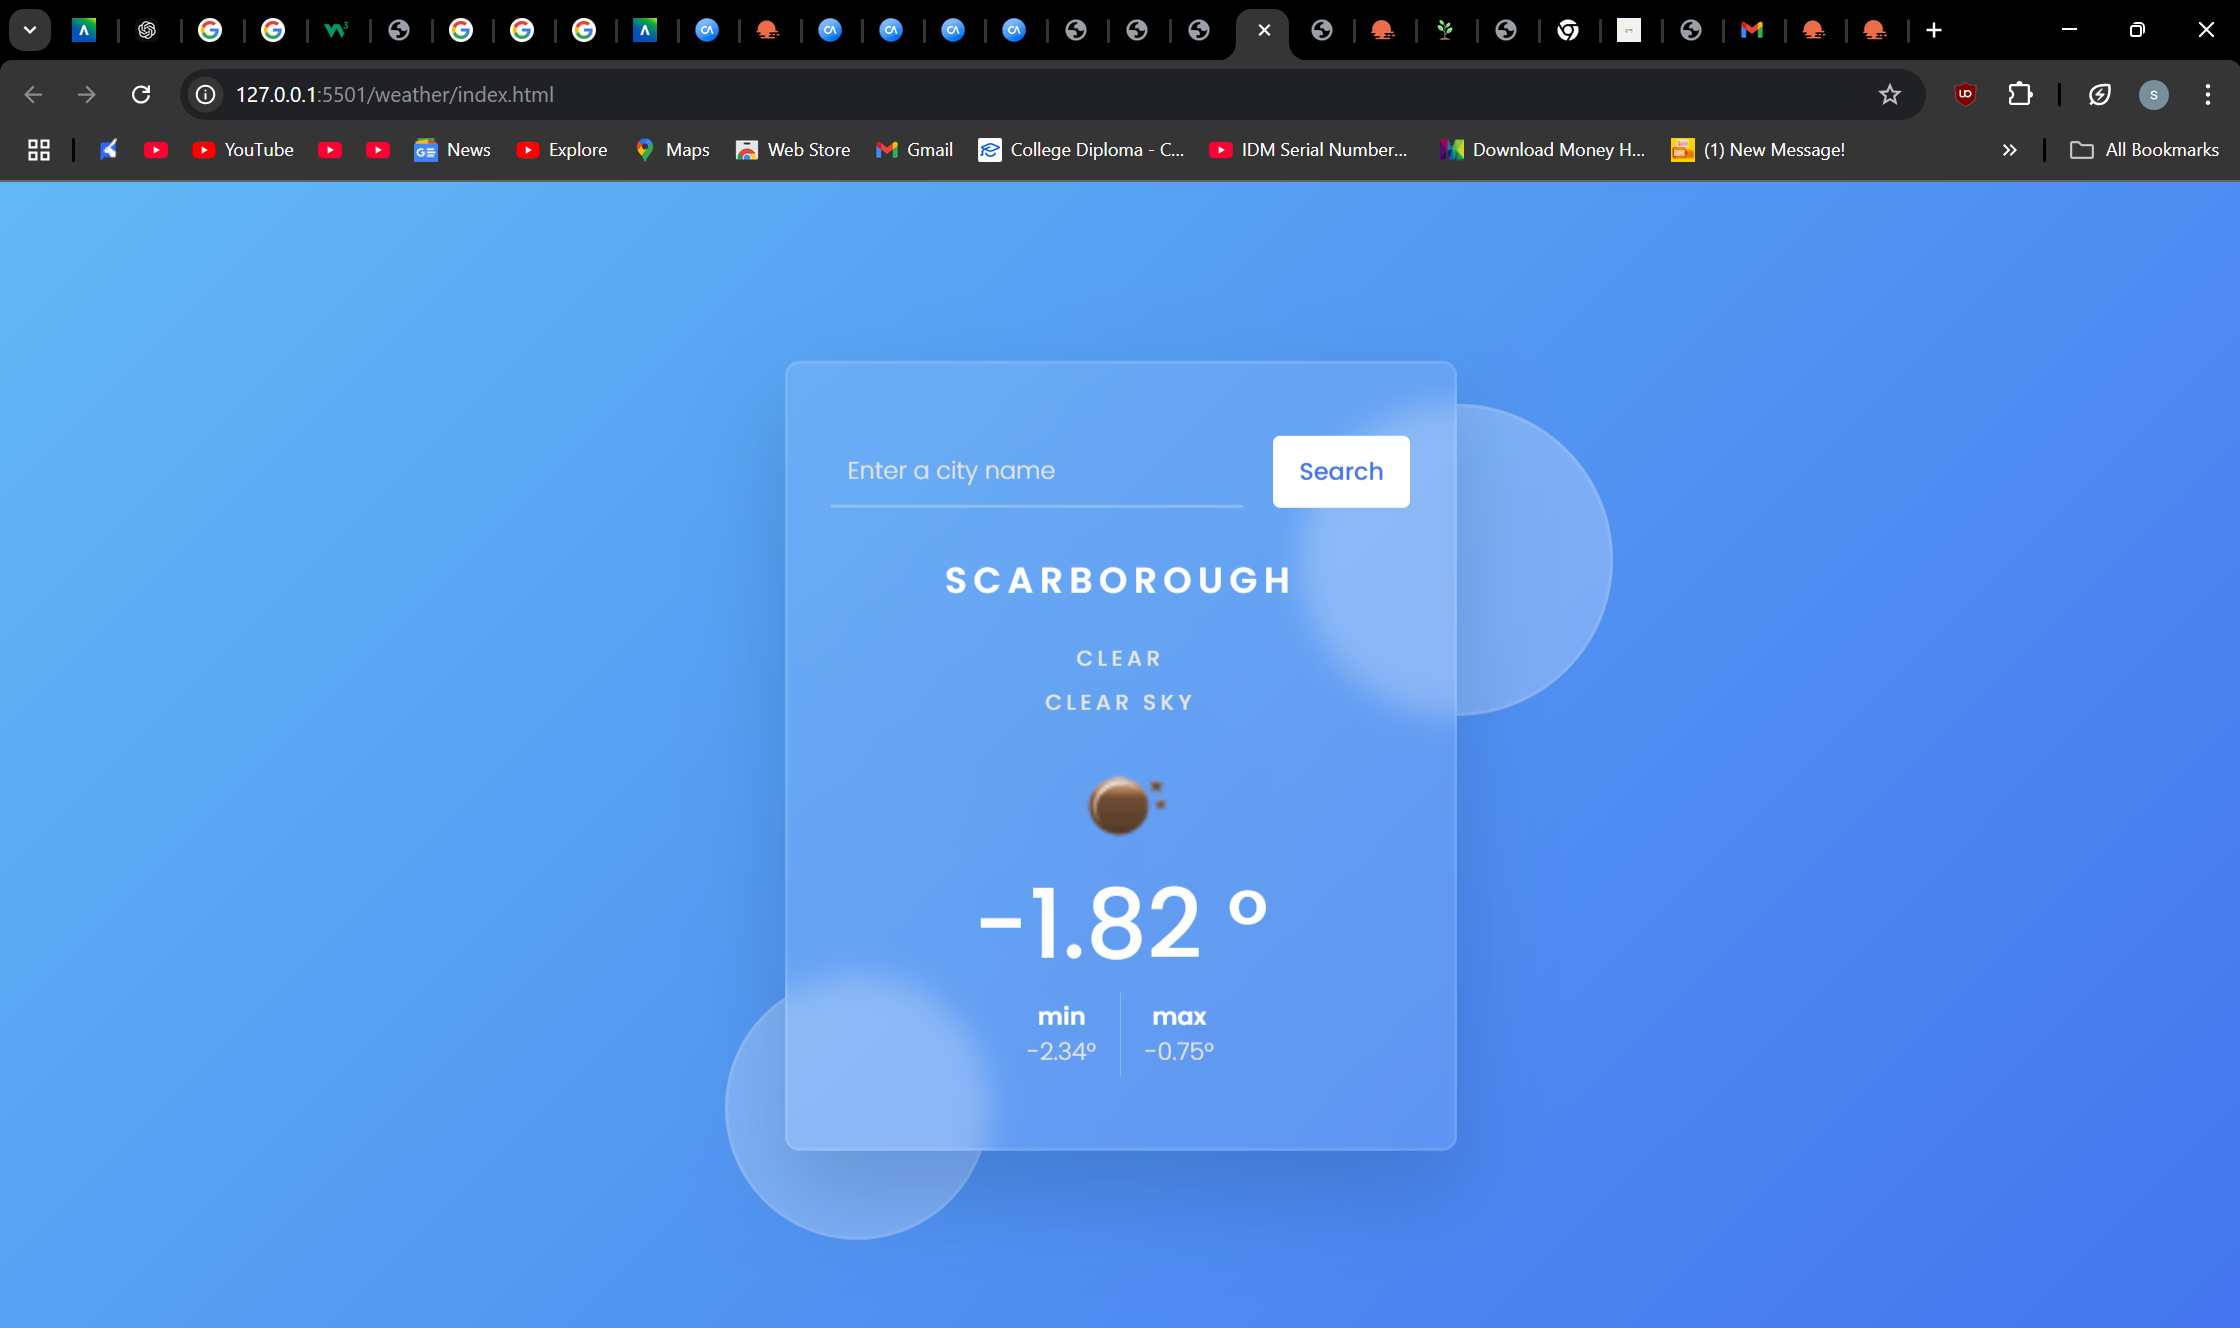 127.0.0.1:5501/weather/index.html
S
YouTube
News
Explore
Maps
Web Store
Gmail
College Diploma - C...
IDM Serial Number...
Download Money H...
(1) New Message!
All Bookmarks
Enter a city name
Search
SCARBOROUGH
CLEAR
CLEAR SKY
-1.82 °
min
max
-2.34°
-0.75°